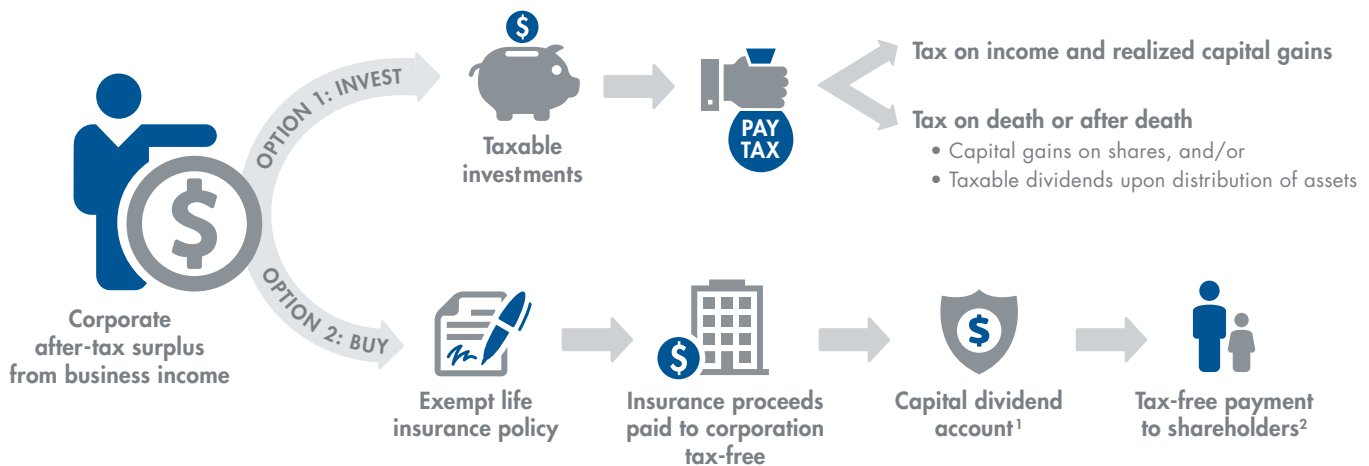 Corporate
after-tax surplus
from business income
OPTION 1: INVEST
$
$
Taxable
investments
PAY
TAX
Tax on income and realized capital gains
Tax on death or after death
• Capital gains on shares, and/or
• Taxable dividends upon distribution of assets
OPTION 2: BUY
Exempt life
insurance policy
$
Insurance proceeds
paid to corporation
tax-free
$
Capital dividend
account¹
Tax-free payment
to shareholders²